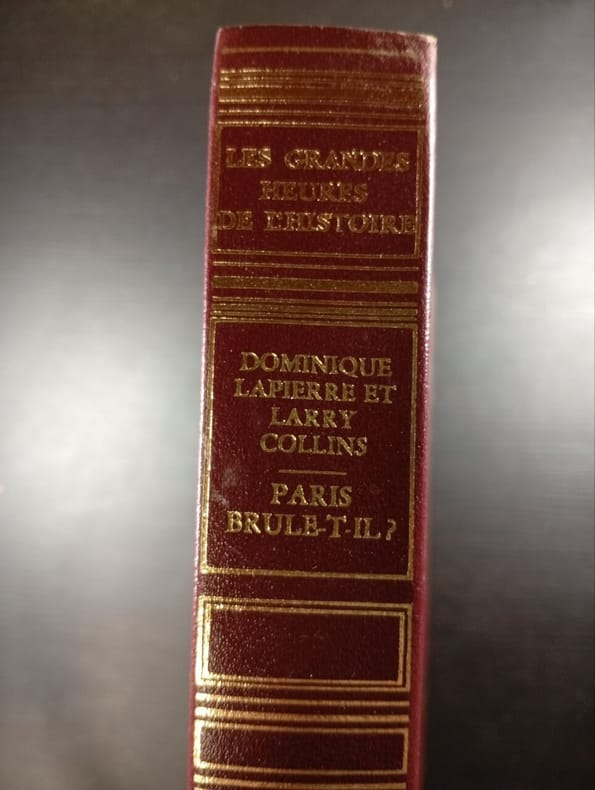 LES GRANDES
HEURES
DE L'HISTOIRE
DOMINIQUE
LAPIERRE ET
LARRY
COLLINS
PARIS
BRULE-T-IL?